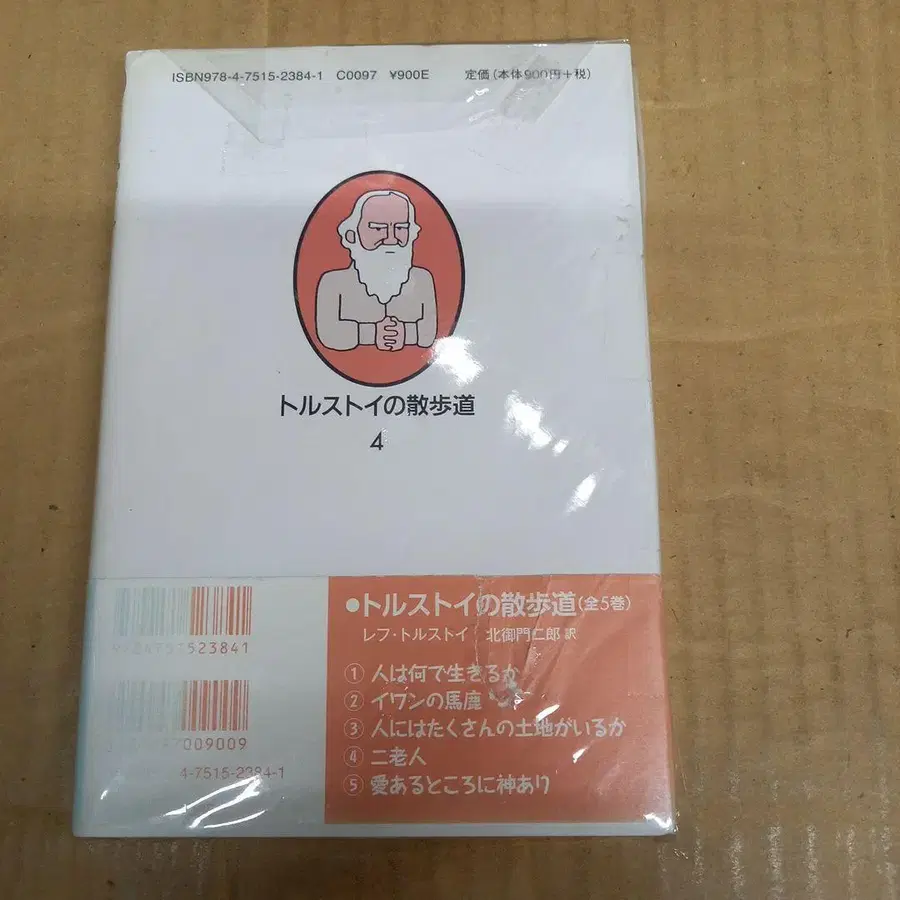 ISBN978-4-7515-2384-1 C0097 ¥900E 定価(本体900円+税)
トルストイの散歩道
4
●トルストイの散歩道(全5巻)
レフ・トルストイ 北御門二郎 訳
① 人は何で生きるか
② イワンの馬鹿
③ 人にはたくさんの土地がいるか
④ 二老人
⑤ 愛あるところに神あり
523841
009009
4-7515-2384-1